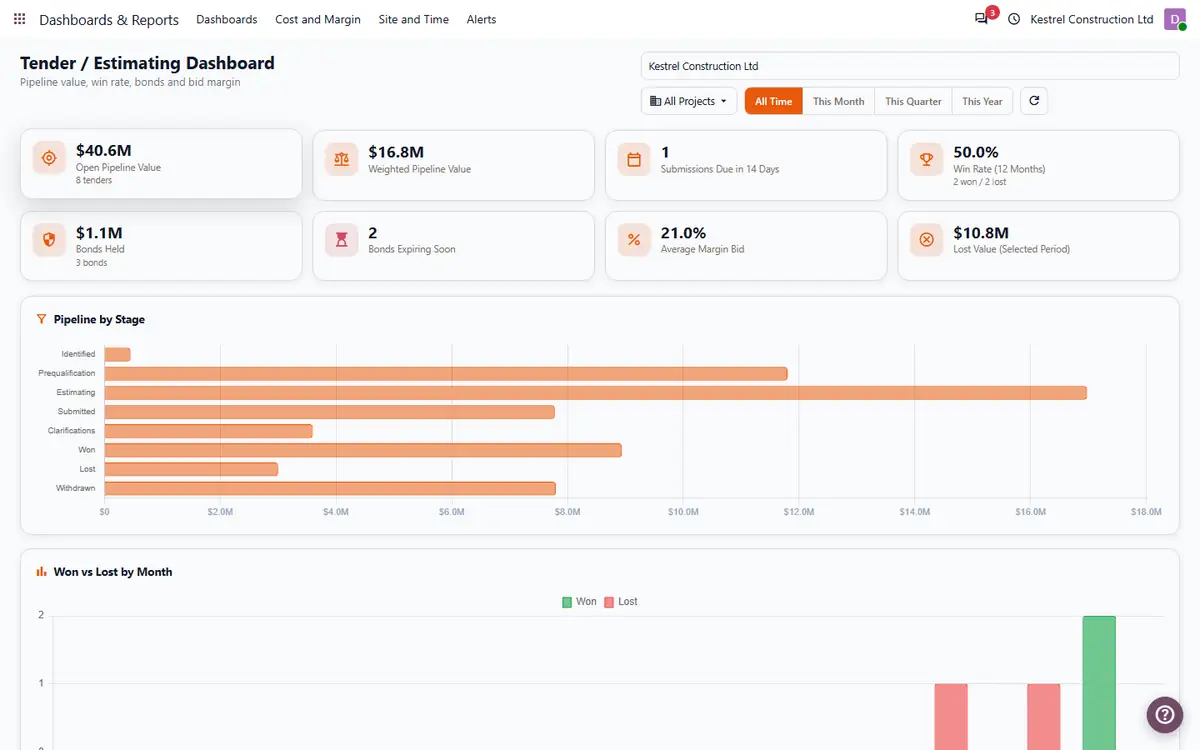 Dashboards & Reports Dashboards Cost and Margin Site and Time Alerts 3 Kestrel Construction Ltd D
Tender / Estimating Dashboard
Pipeline value, win rate, bonds and bid margin
Kestrel Construction Ltd
All Projects All Time This Month This Quarter This Year
$40.6M
Open Pipeline Value
8 tenders
$16.8M
Weighted Pipeline Value
1
Submissions Due in 14 Days
50.0%
Win Rate (12 Months)
2 won / 2 lost
$1.1M
Bonds Held
3 bonds
2
Bonds Expiring Soon
21.0%
Average Margin Bid
$10.8M
Lost Value (Selected Period)
Pipeline by Stage
Identified
Prequalification
Estimating
Submitted
Clarifications
Won
Lost
Withdrawn
$0 $2.0M $4.0M $6.0M $8.0M $10.0M $12.0M $14.0M $16.0M $18.0M
Won vs Lost by Month
Won Lost
2
1